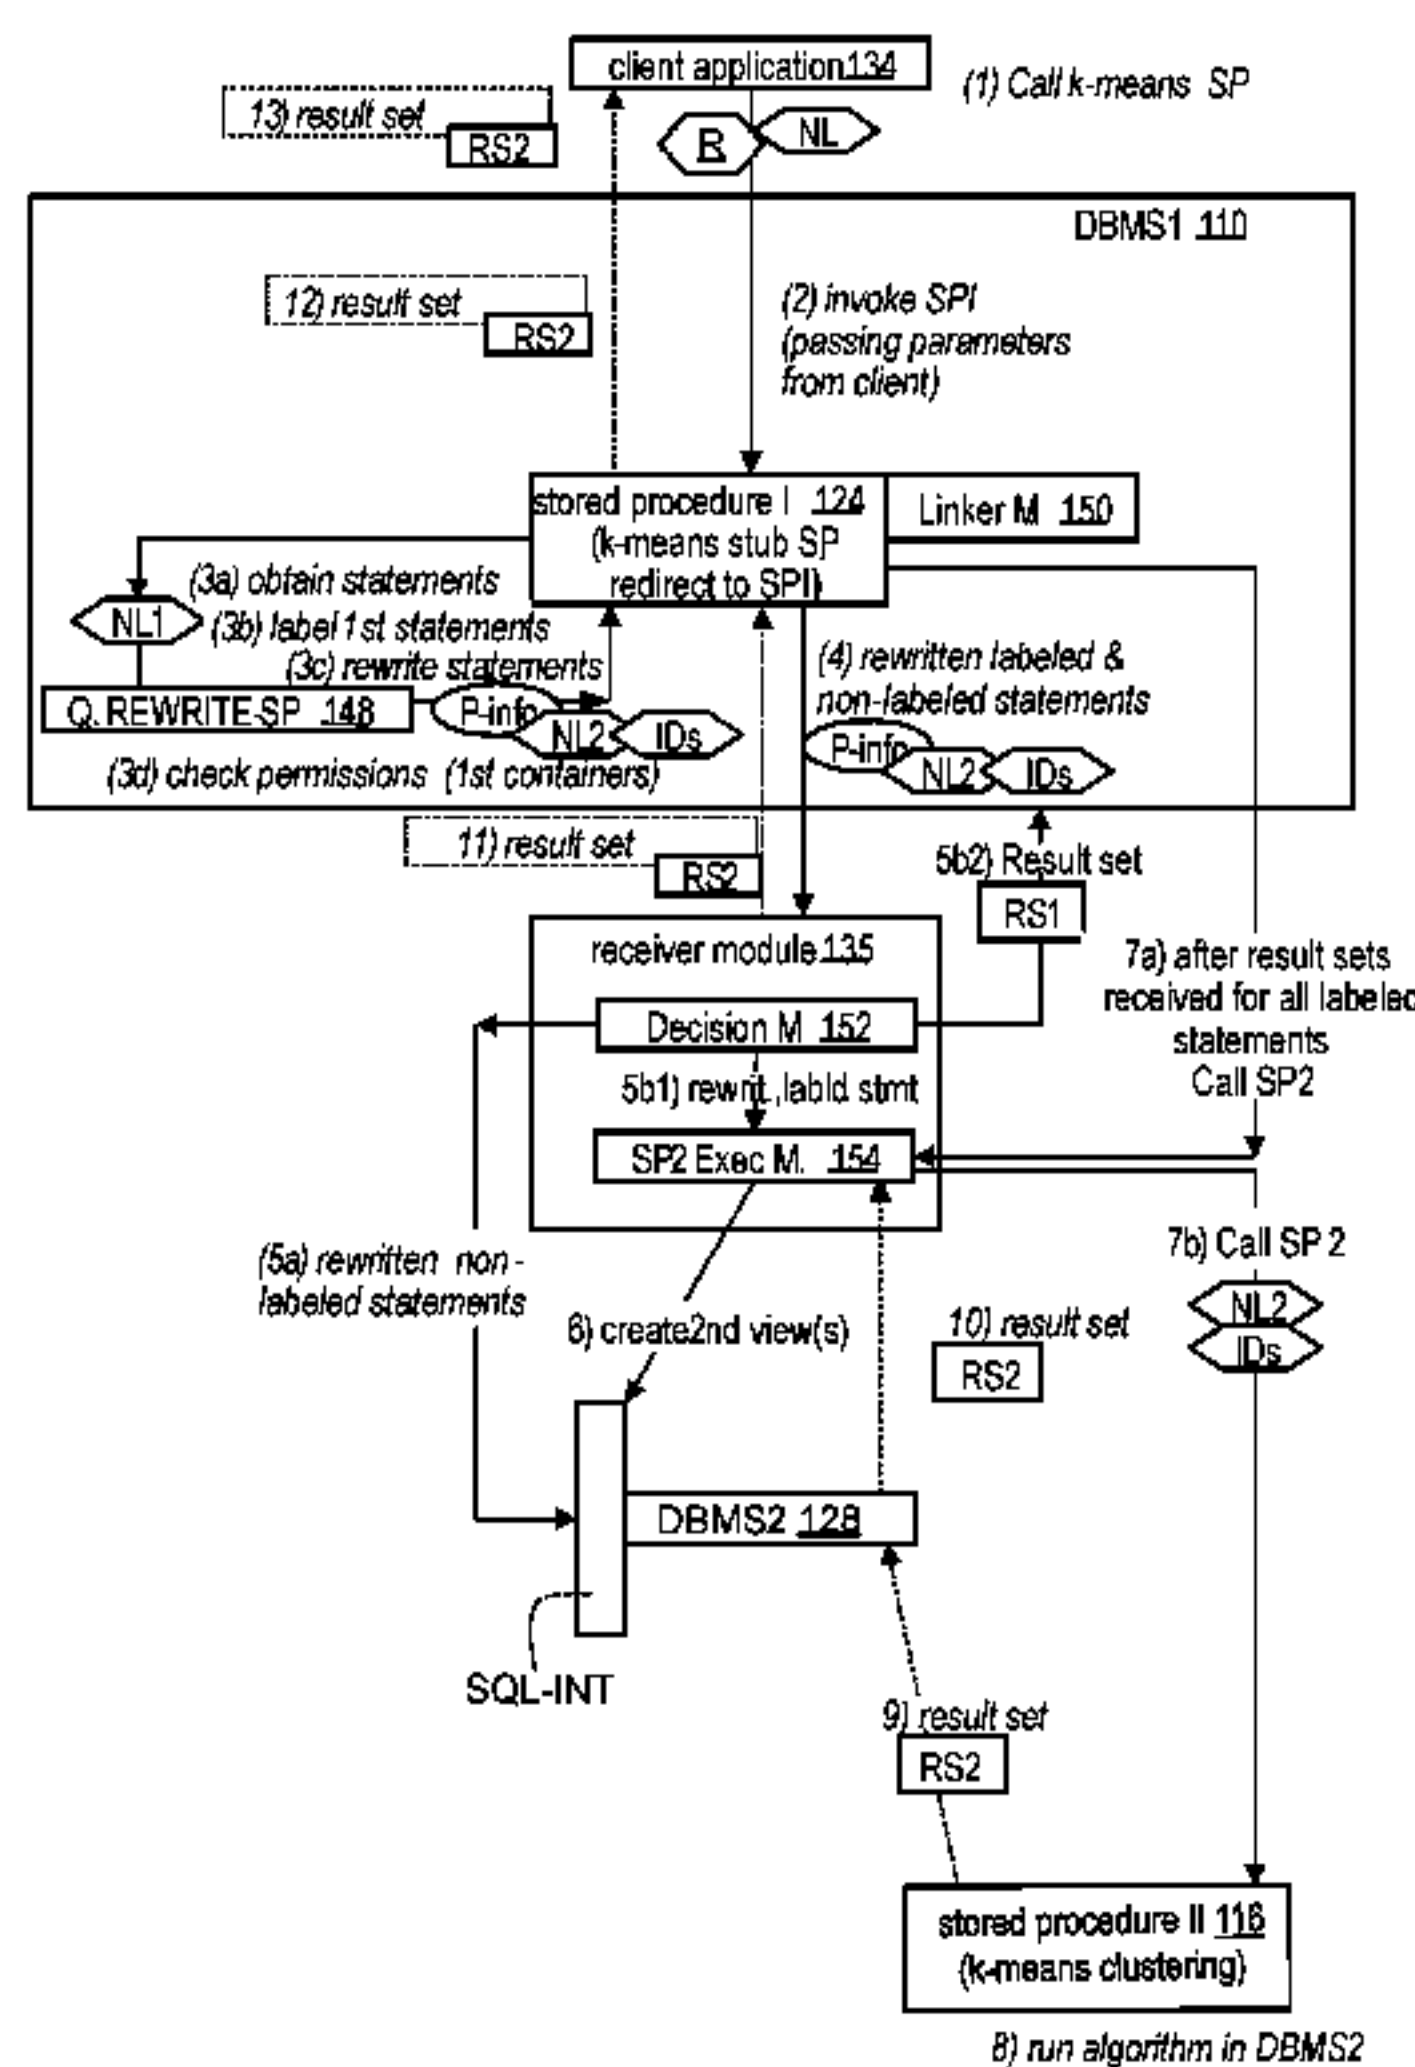 client application 134
(1) Call k-means SP
13) result set
RS2
R
NL
DBMS1 110
12) result set
RS2
(2) invoke SPI
(passing parameters
from client)
stored procedure I 124
(k-means stub SP
redirect to SPI)
Linker M 150
(3a) obtain statements
NL1
(3b) label 1st statements
(3c) rewrite statements
Q. REWRITE-SP 148
P-info
NL2
IDs
(3d) check permissions (1st containers)
(4) rewritten labeled &
non-labeled statements
P-info
NL2
IDs
11) result set
RS2
5b2) Result set
RS1
receiver module 135
Decision M 152
5b1) rewrit.,labld stmt
SP2 Exec M. 154
7a) after result sets
received for all labeled
statements
Call SP2
(5a) rewritten non-
labeled statements
6) create2nd view(s)
7b) Call SP 2
NL2
IDs
10) result set
RS2
DBMS2 128
SQL-INT
9) result set
RS2
stored procedure II 116
(k-means clustering)
8) run algorithm in DBMS2